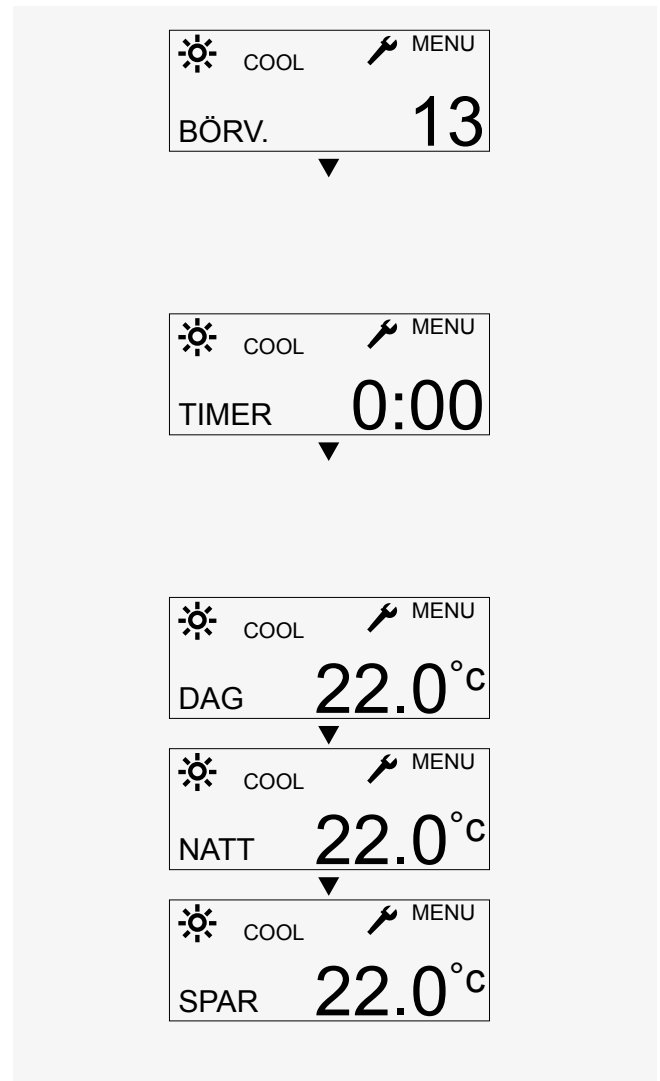 COOL MENU
BÖRV. 13
COOL MENU
TIMER 0:00
COOL MENU
DAG 22.0°C
COOL MENU
NATT 22.0°C
COOL MENU
SPAR 22.0°C